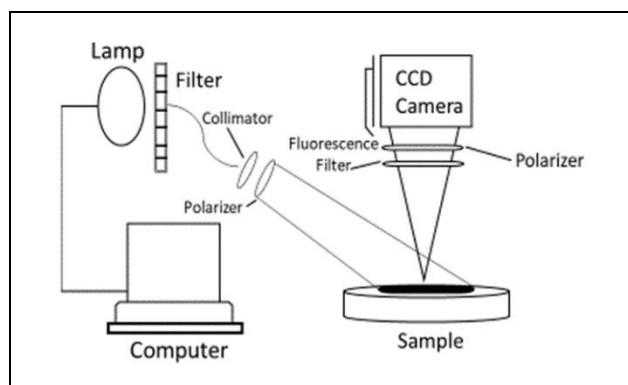 Lamp
Filter
Collimator
Polarizer
CCD
Camera
Fluorescence
Filter
Polarizer
Computer
Sample